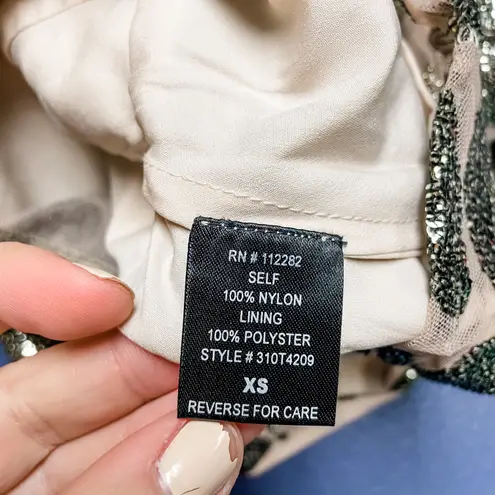 RN # 112282
SELF
100% NYLON
LINING
100% POLYSTER
STYLE # 310T4209
XS
REVERSE FOR CARE